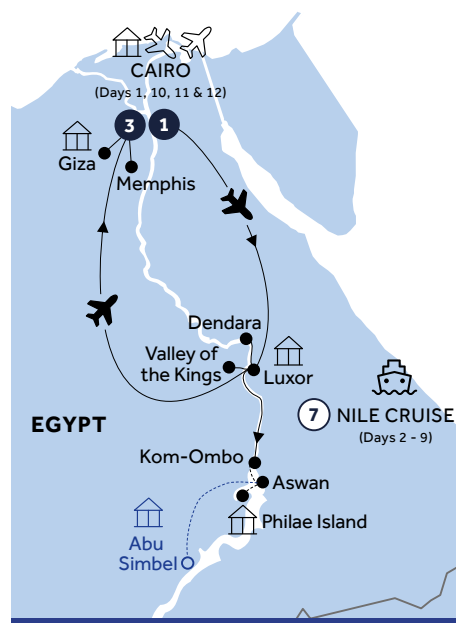 CAIRO
(Days 1, 10, 11 & 12)
3
1
Giza
Memphis
Dendara
Valley of
the Kings
Luxor
7
NILE CRUISE
(Days 2 - 9)
EGYPT
Kom-Ombo
Aswan
Philae Island
Abu
Simbel